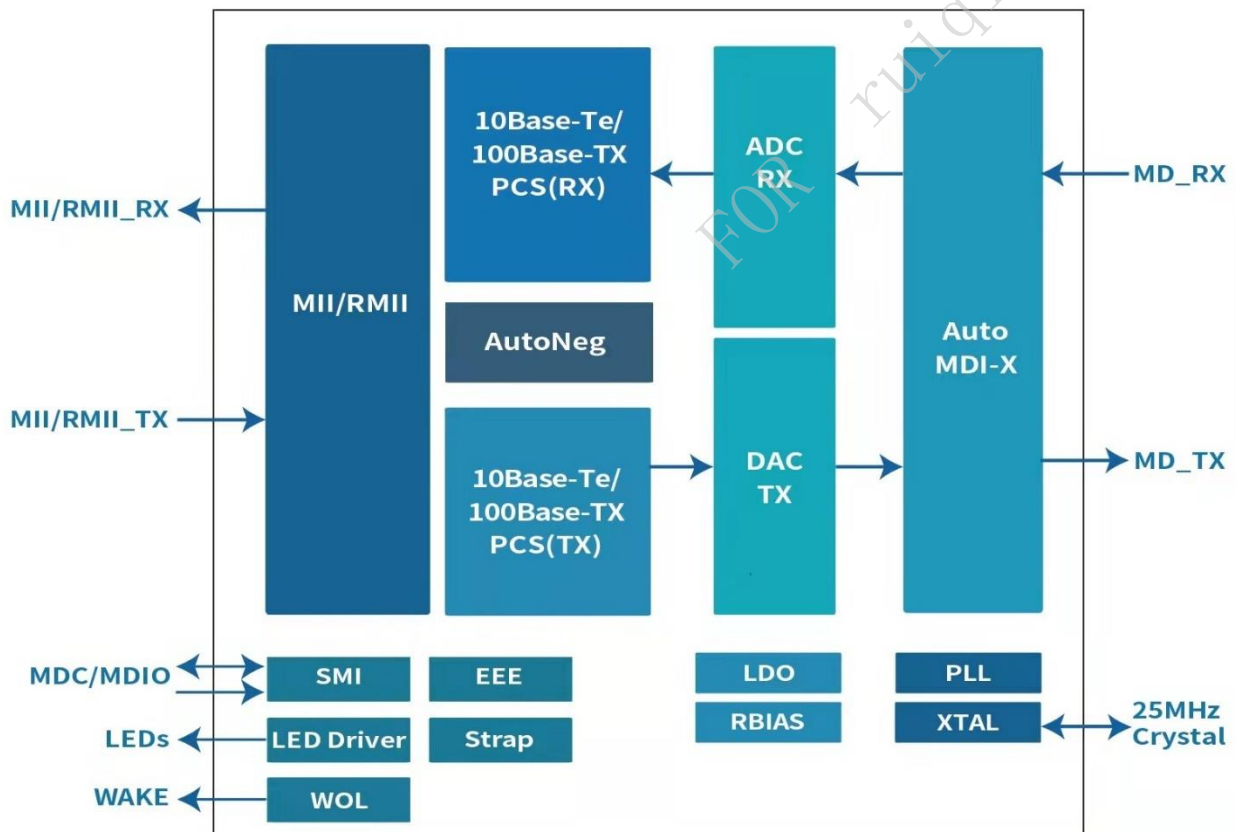 10Base-Te/
100Base-TX
PCS(RX)
ADC
RX
MD_RX
MII/RMII_RX
MII/RMII
AutoNeg
Auto
MDI-X
MII/RMII_TX
10Base-Te/
100Base-TX
PCS(TX)
DAC
TX
MD_TX
MDC/MDIO
SMI
EEE
LDO
PLL
LEDs
LED Driver
Strap
RBIAS
XTAL
25MHz
Crystal
WAKE
WOL
FOR